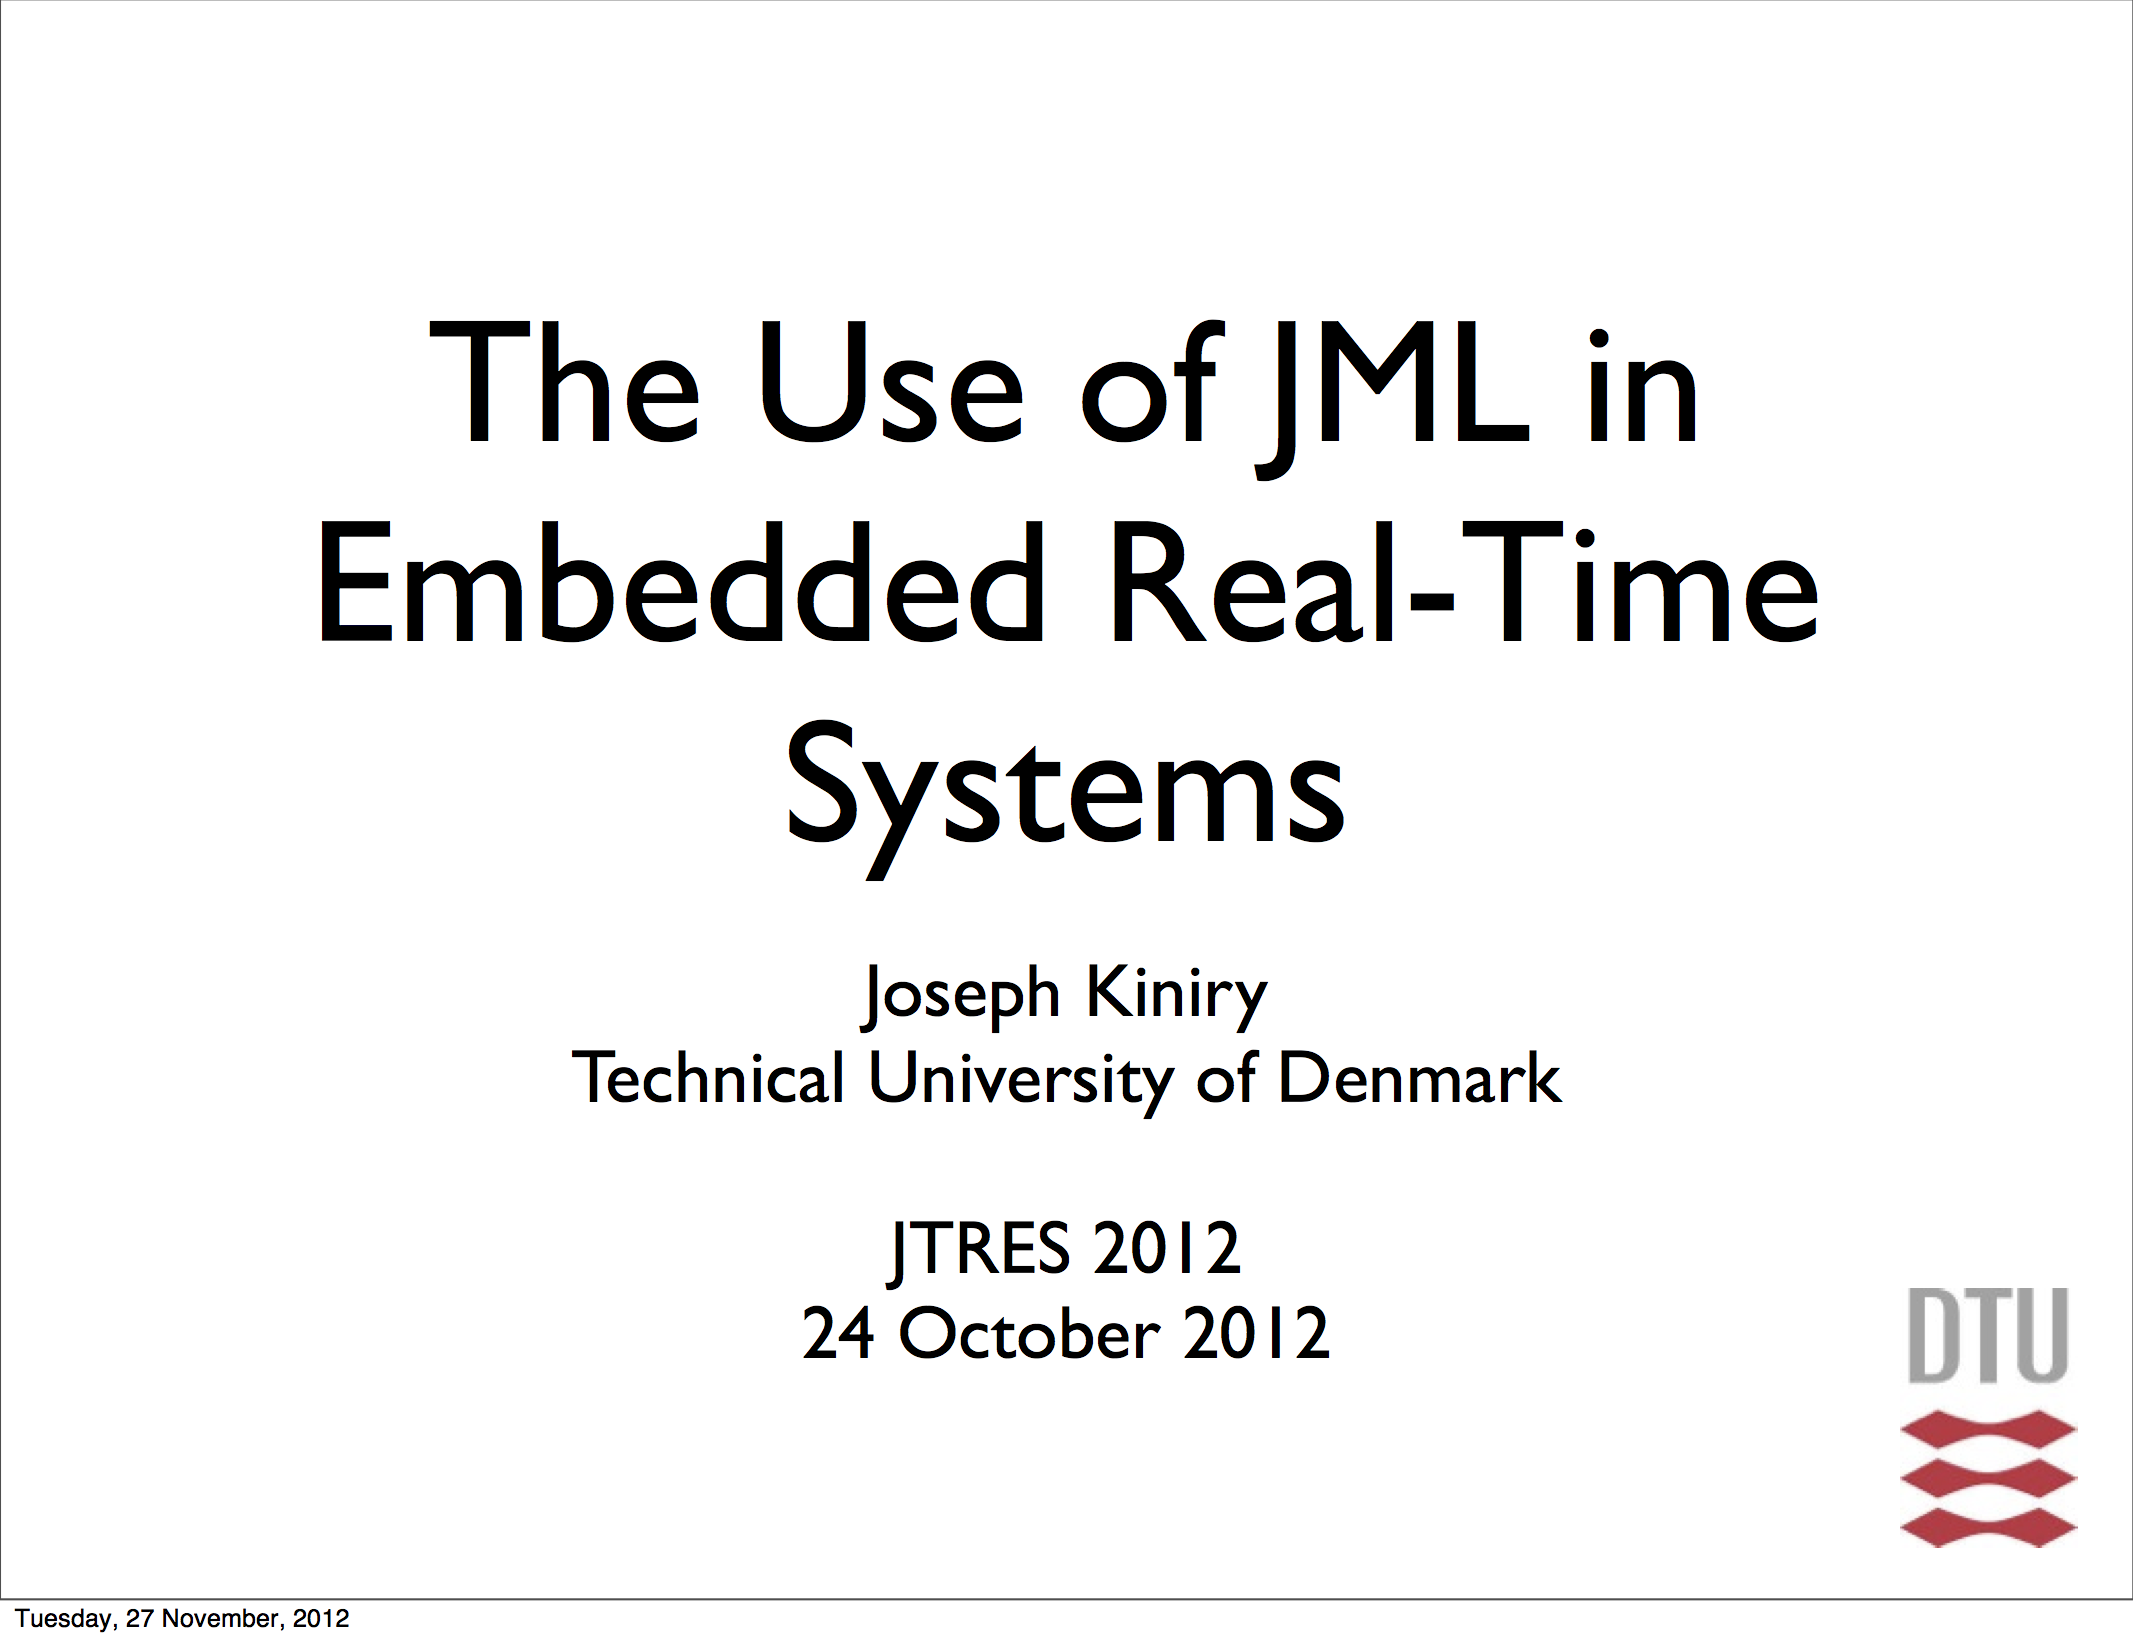 The Use of JML in
Embedded Real-Time
Systems
Joseph Kiniry
Technical University of Denmark
JTRES 2012
24 October 2012
DTU
Tuesday, 27 November, 2012